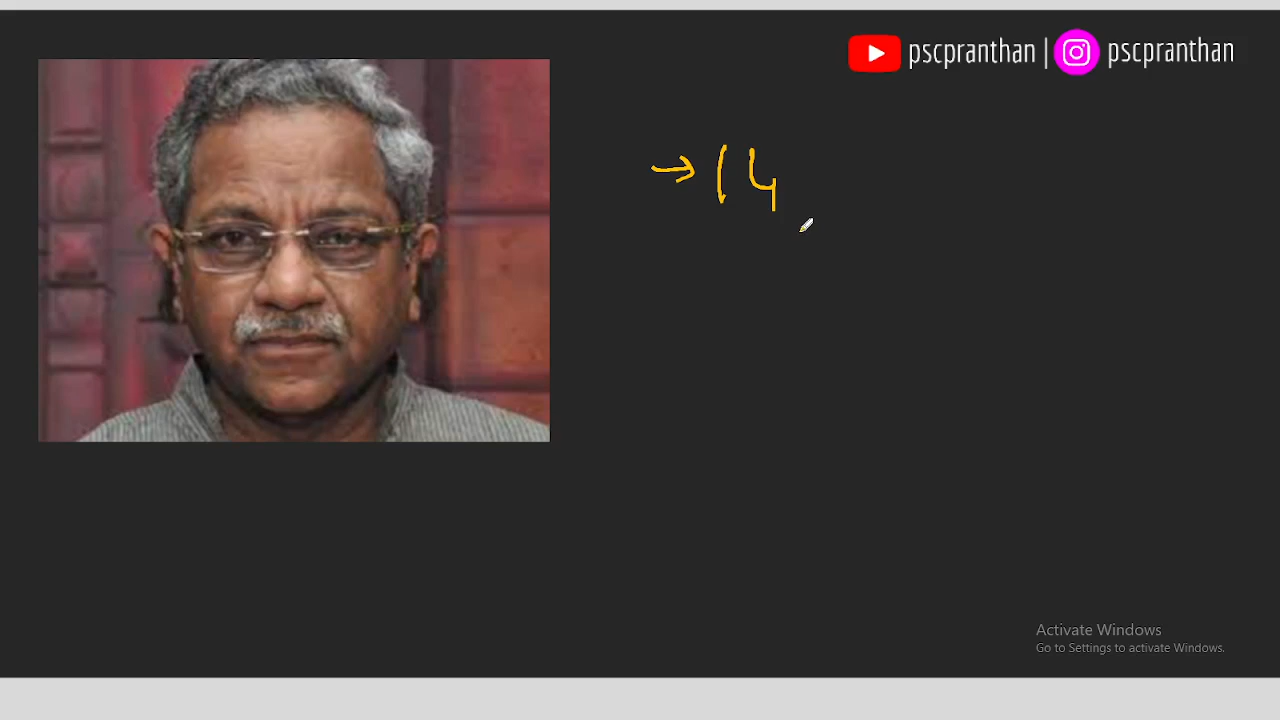 pscpranthan | pscpranthan
→ 14
Activate Windows
Go to Settings to activate Windows.